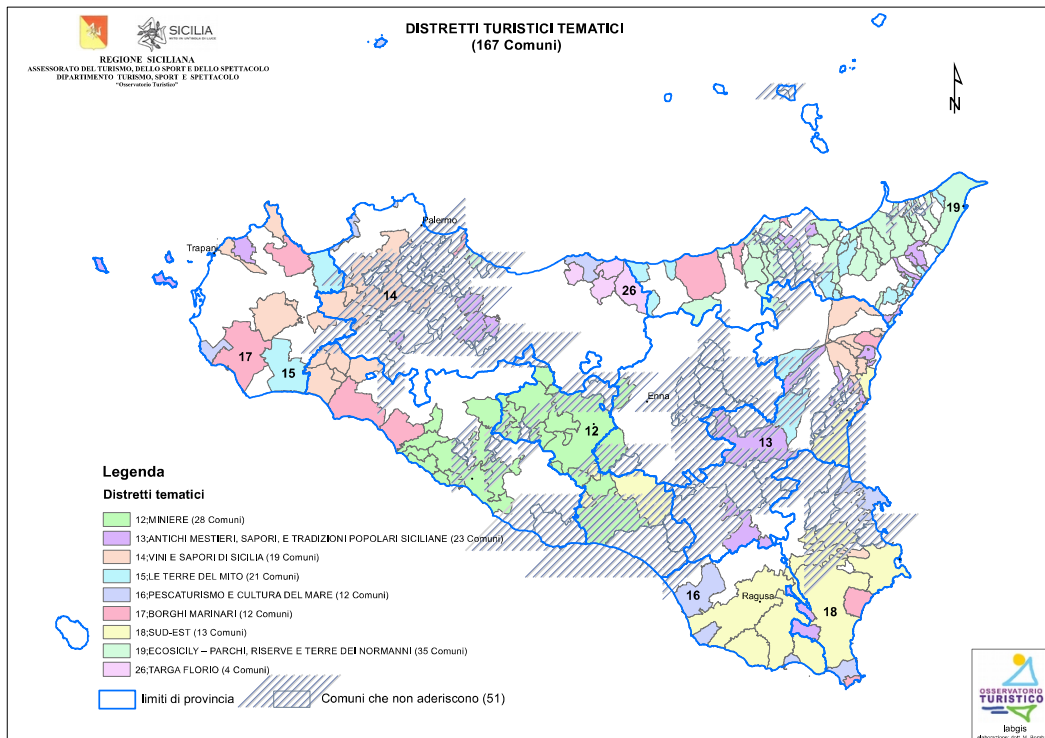 SICILIA
REGIONE SICILIANA
ASSESSORATO DEL TURISMO, DELLO SPORT E DELLO SPETTACOLO
DIPARTIMENTO TURISMO, SPORT E SPETTACOLO
"Osservatorio Turistico"
DISTRETTI TURISTICI TEMATICI
(167 Comuni)
N
19
Palermo
Trapani
26
14
17
15
Enna
12
13
16
Ragusa
18
Legenda
Distretti tematici
12;MINIERE (28 Comuni)
13;ANTICHI MESTIERI, SAPORI, E TRADIZIONI POPOLARI SICILIANE (23 Comuni)
14;VINI E SAPORI DI SICILIA (19 Comuni)
15;LE TERRE DEL MITO (21 Comuni)
16;PESCATURISMO E CULTURA DEL MARE (12 Comuni)
17;BORGHI MARINARI (12 Comuni)
18;SUD-EST (13 Comuni)
19;ECOSICILY – PARCHI, RISERVE E TERRE DEI NORMANNI (35 Comuni)
26;TARGA FLORIO (4 Comuni)
limiti di provincia
Comuni che non aderiscono (51)
OSSERVATORIO
TURISTICO
labgis